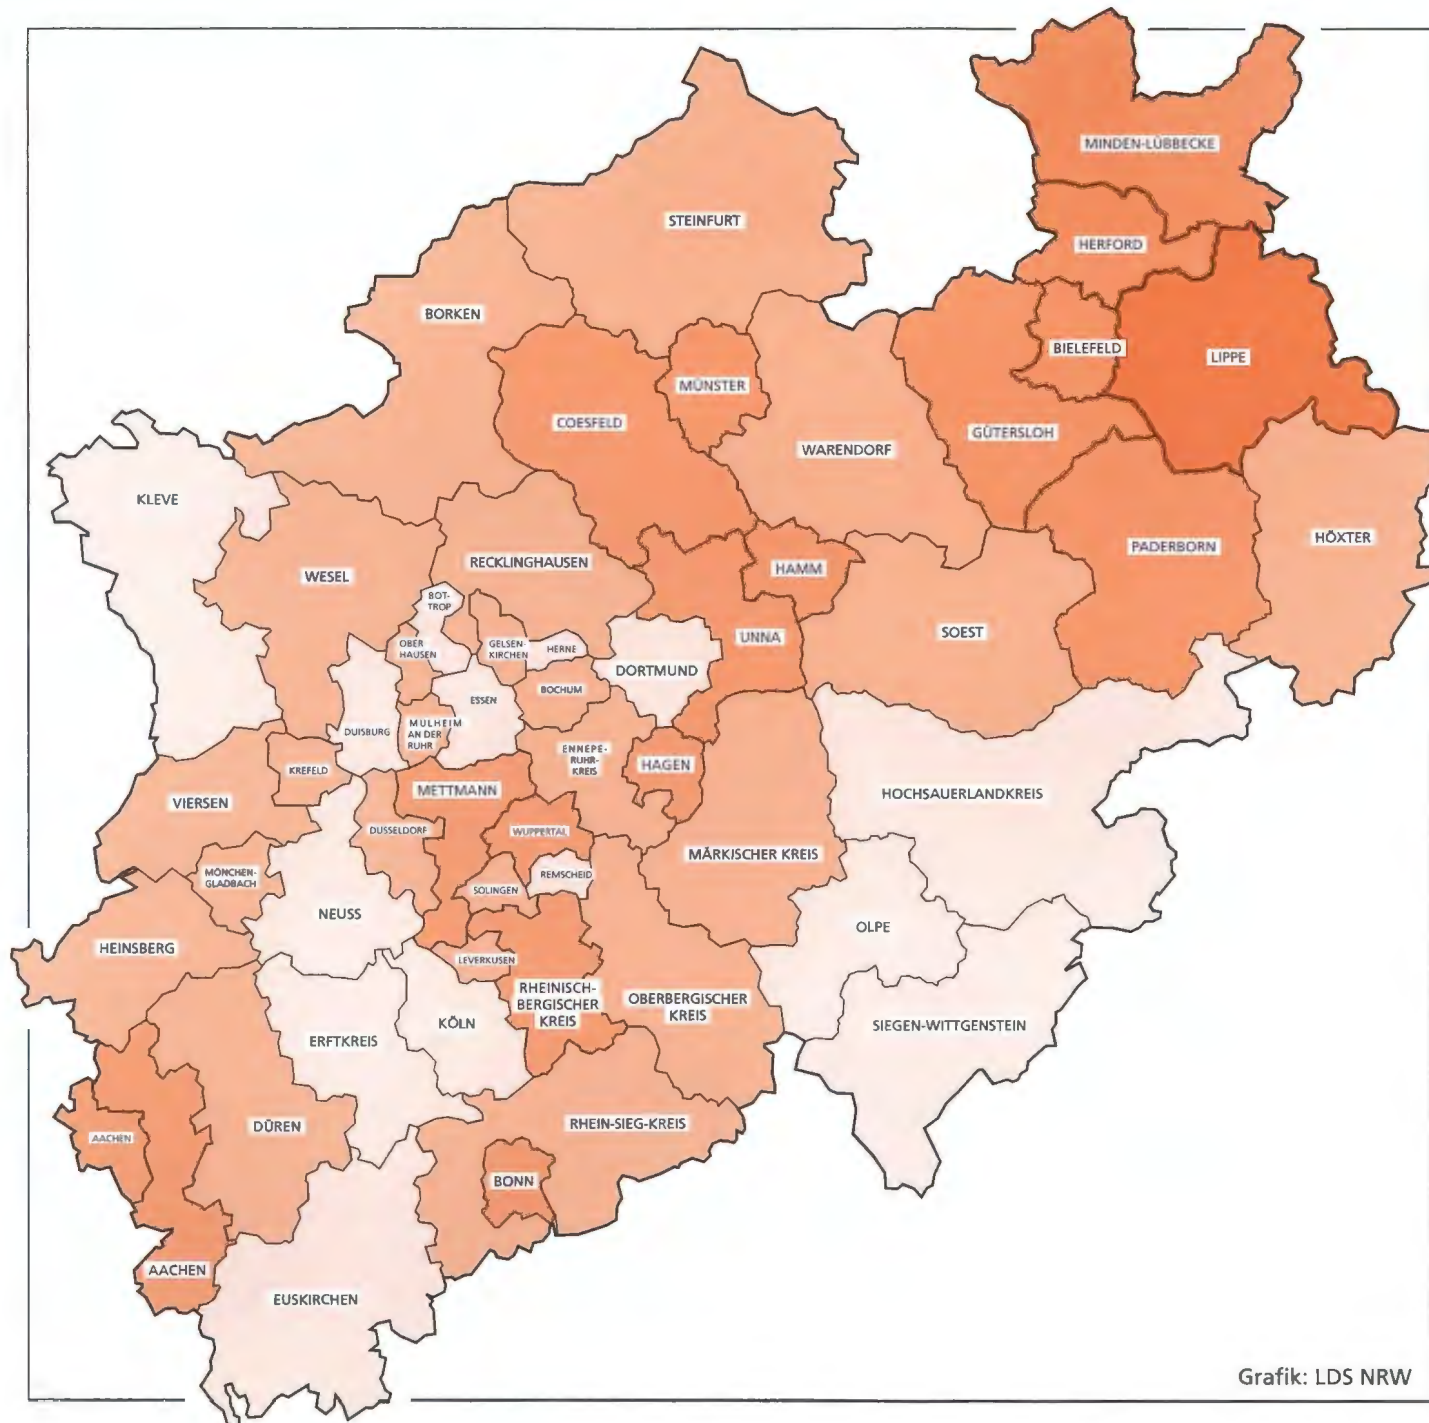 MINDEN-LÜBBECKE
STEINFURT
HERFORD
BORKEN
BIELEFELD
LIPPE
MÜNSTER
COESFELD
GÜTERSLOH
WARENDORF
KLEVE
HÖXTER
PADERBORN
RECKLINGHAUSEN
HAMM
WESEL
BOT-
TROP
UNNA
SOEST
OBER
HAUSEN
GELSEN-
KIRCHEN
HERNE
DORTMUND
BOCHUM
ESSEN
DUISBURG
MÜLHEIM
AN DER
RUHR
ENNEPE-
RUHR-
KREIS
HAGEN
KREFELD
METTMANN
HOCHSAUERLANDKREIS
VIERSEN
DÜSSELDORF
WUPPERTAL
MÄRKISCHER KREIS
MÖNCHEN-
GLADBACH
REMSCHEID
SOLINGEN
NEUSS
OLPE
HEINSBERG
LEVERKUSEN
RHEINISCH-
BERGISCHER
KREIS
OBERBERGISCHER
KREIS
KÖLN
SIEGEN-WITTGENSTEIN
ERFTKREIS
DÜREN
RHEIN-SIEG-KREIS
AACHEN
BONN
AACHEN
EUSKIRCHEN
Grafik: LDS NRW